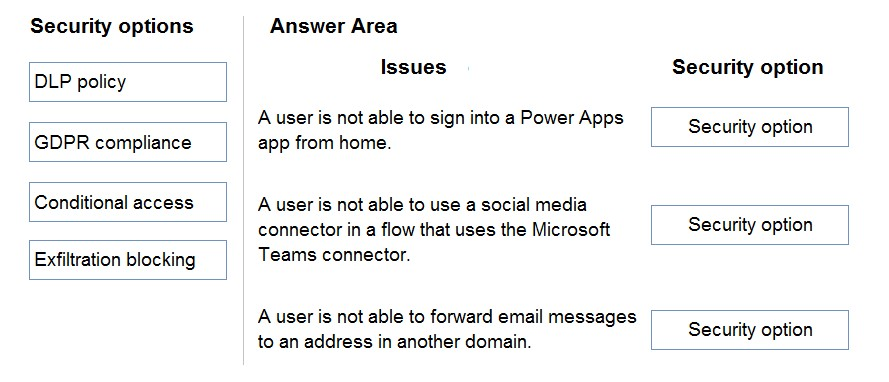 Security options
DLP policy
GDPR compliance
Conditional access
Exfiltration blocking
Answer Area
Issues
Security option
A user is not able to sign into a Power Apps
app from home.
Security option
A user is not able to use a social media
connector in a flow that uses the Microsoft
Teams connector.
Security option
A user is not able to forward email messages
to an address in another domain.
Security option